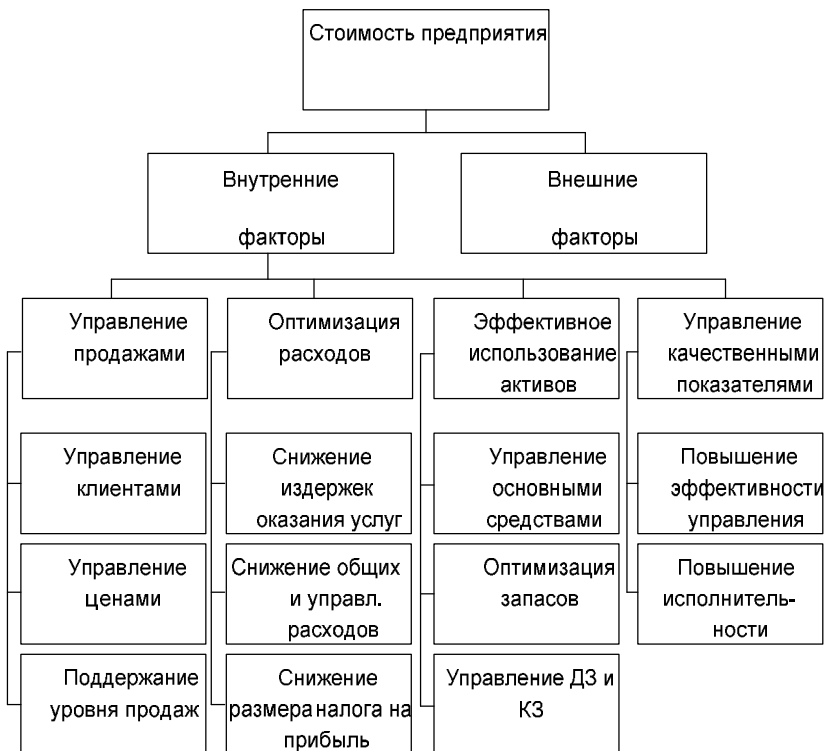 Стоимость предприятия
Внутренние
факторы
Внешние
факторы
Управление
продажами
Оптимизация
расходов
Эффективное
использование
активов
Управление
качественными
показателями
Управление
клиентами
Снижение
издержек
оказания услуг
Управление
основными
средствами
Повышение
эффективности
управления
Управление
ценами
Снижение общих
и управл.
расходов
Оптимизация
запасов
Повышение
исполнитель-
ности
Поддержание
уровня продаж
Снижение
размера налога на
прибыль
Управление ДЗ и
КЗ